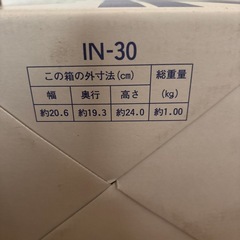 IN-30
この箱の外寸法(cm) 総重量
幅 奥行 高さ (kg)
約20.6 約19.3 約24.0 約1.00